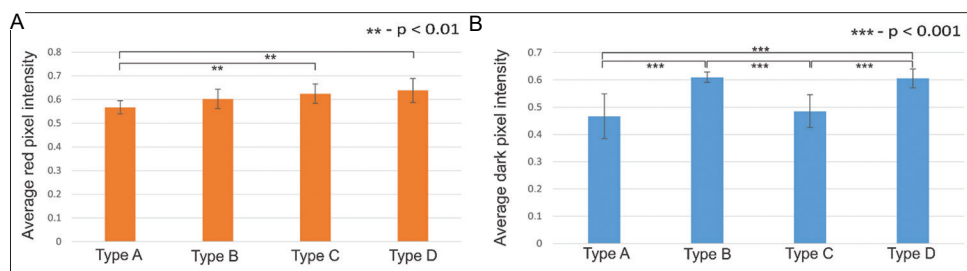 A
** - p < 0.01
Average red pixel intensity
0.8
0.7
0.6
0.5
0.4
0.3
0.2
0.1
0
**
**
Type A Type B Type C Type D
B
*** - p < 0.001
Average dark pixel intensity
0.7
0.6
0.5
0.4
0.3
0.2
0.1
0
***
*** *** ***
Type A Type B Type C Type D